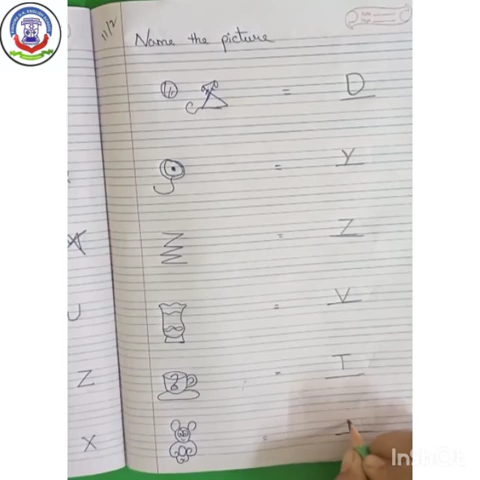 11/2
Name the picture
= D
= Y
= Z
X
= V
U
= T
Z
=
X
InShOt